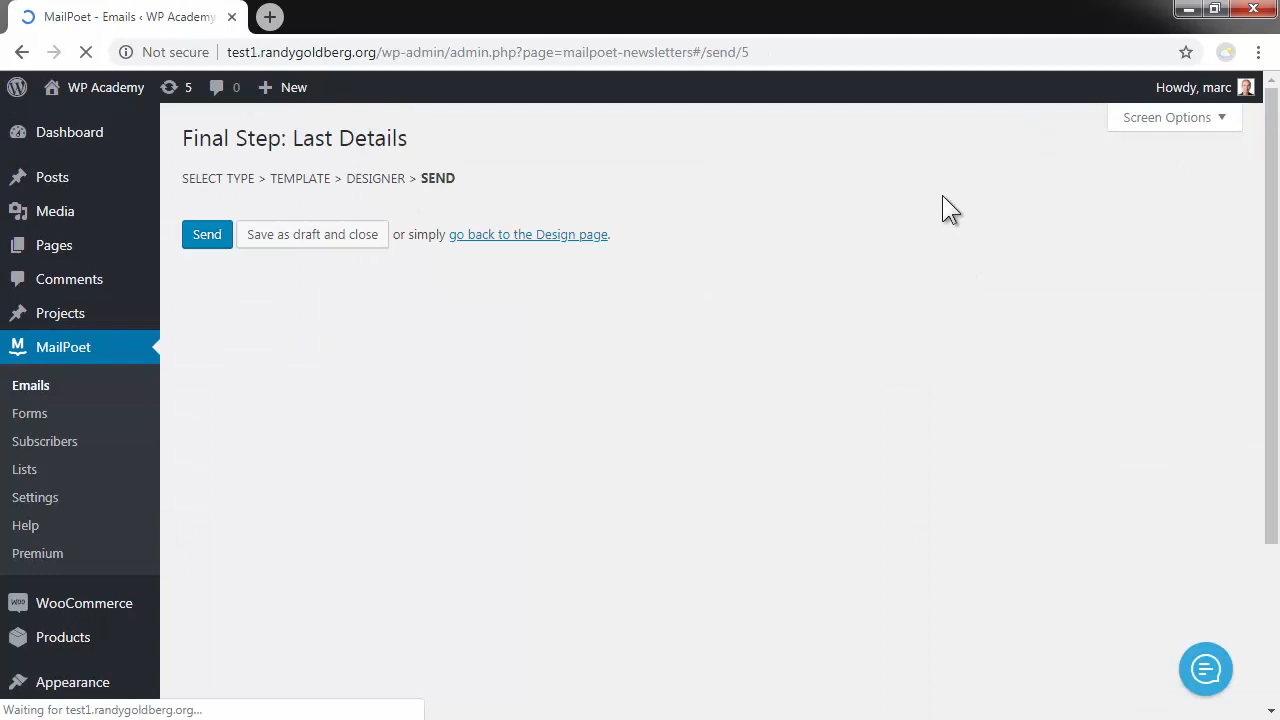 MailPoet - Emails ‹ WP Academy
Not secure
test1.randygoldberg.org/wp-admin/admin.php?page=mailpoet-newsletters#/send/5
WP Academy
5
0
New
Howdy, marc
Screen Options
Dashboard
Posts
Media
Pages
Comments
Projects
MailPoet
Emails
Forms
Subscribers
Lists
Settings
Help
Premium
WooCommerce
Products
Appearance
Final Step: Last Details
SELECT TYPE > TEMPLATE > DESIGNER > SEND
Send Save as draft and close or simply go back to the Design page.
Waiting for test1.randygoldberg.org...